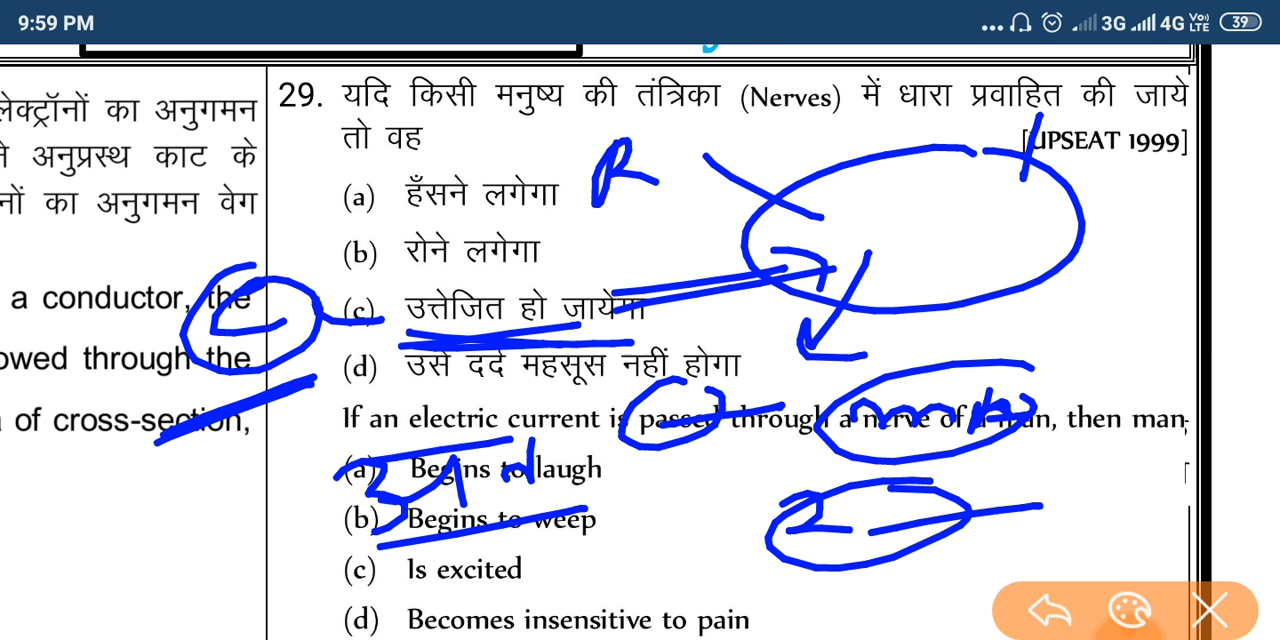 9:59 PM
... 3G 4G VoI) LTE 39
लेक्ट्रॉनों का अनुगमन
अनुप्रस्थ काट के
नों का अनुगमन वेग
a conductor, the
owed through the
of cross-section,
29. यदि किसी मनुष्य की तंत्रिका (Nerves) में धारा प्रवाहित की जाये
तो वह
[UPSEAT 1999]
(a) हँसने लगेगा
R
(b) रोने लगेगा
(c) उत्तेजित हो जायेगा
(d) उसे दर्द महसूस नहीं होगा
If an electric current is passed through a nerve of a man, then man
(a) Begins to laugh
(b) Begins to weep
(c) Is excited
(d) Becomes insensitive to pain